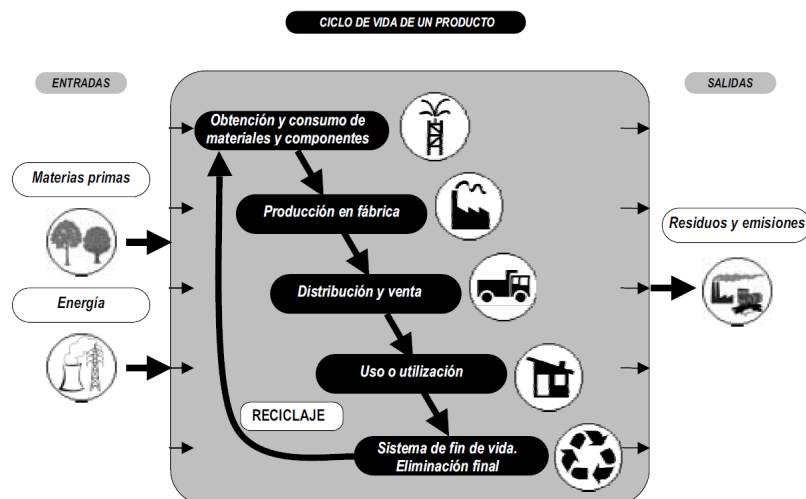 CICLO DE VIDA DE UN PRODUCTO
ENTRADAS
SALIDAS
Obtención y consumo de
materiales y componentes
Materias primas
Producción en fábrica
Residuos y emisiones
Distribución y venta
Energía
Uso o utilización
RECICLAJE
Sistema de fin de vida.
Eliminación final